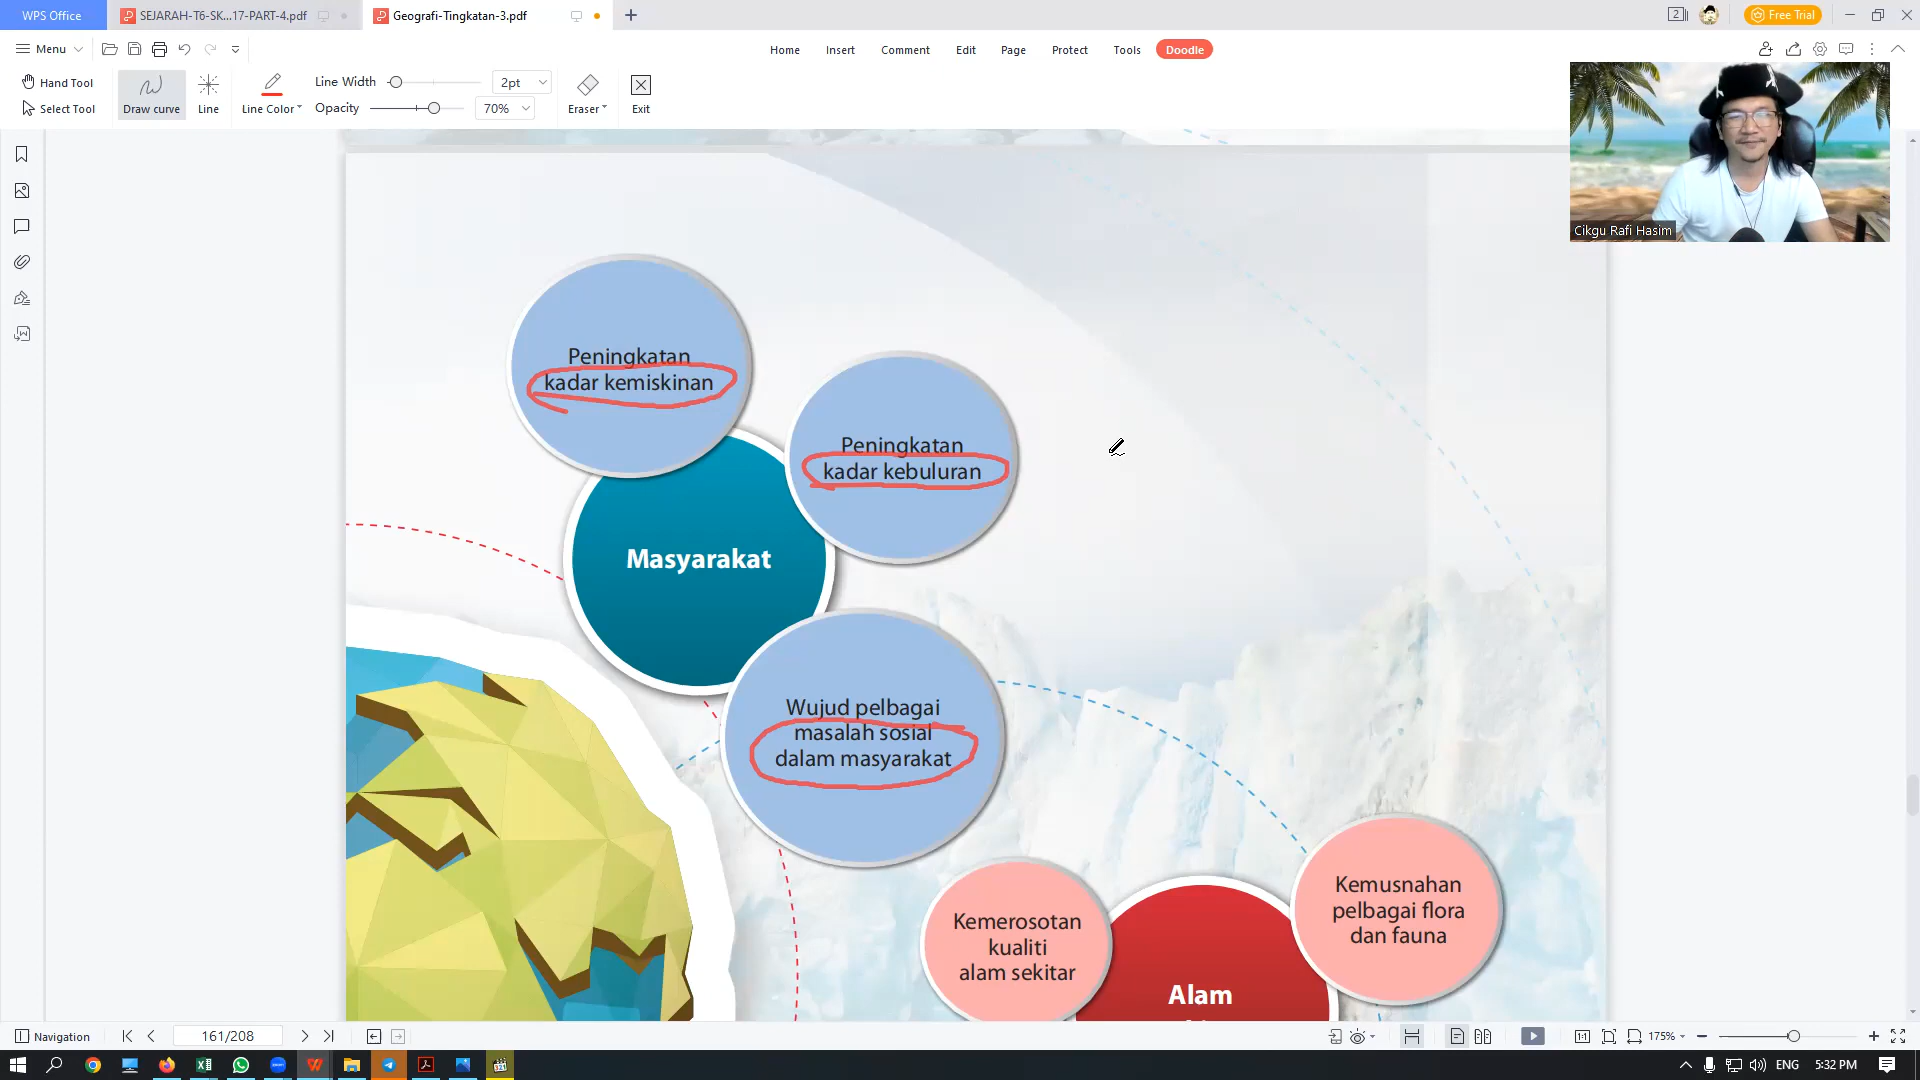 WPS Office
SEJARAH-T6-SK...17-PART-4.pdf
Geografi-Tingkatan-3.pdf
2
Free Trial
Menu
Home
Insert
Comment
Edit
Page
Protect
Tools
Doodle
Hand Tool
Select Tool
Draw curve
Line
Line Color
Line Width
2pt
Opacity
70%
Eraser
Exit
Cikgu Rafi Hasim
Peningkatan
kadar kemiskinan
Peningkatan
kadar kebuluran
Masyarakat
Wujud pelbagai
masalah sosial
dalam masyarakat
Kemerosotan
kualiti
alam sekitar
Kemusnahan
pelbagai flora
dan fauna
Alam
Navigation
161/208
175%
ENG
5:32 PM